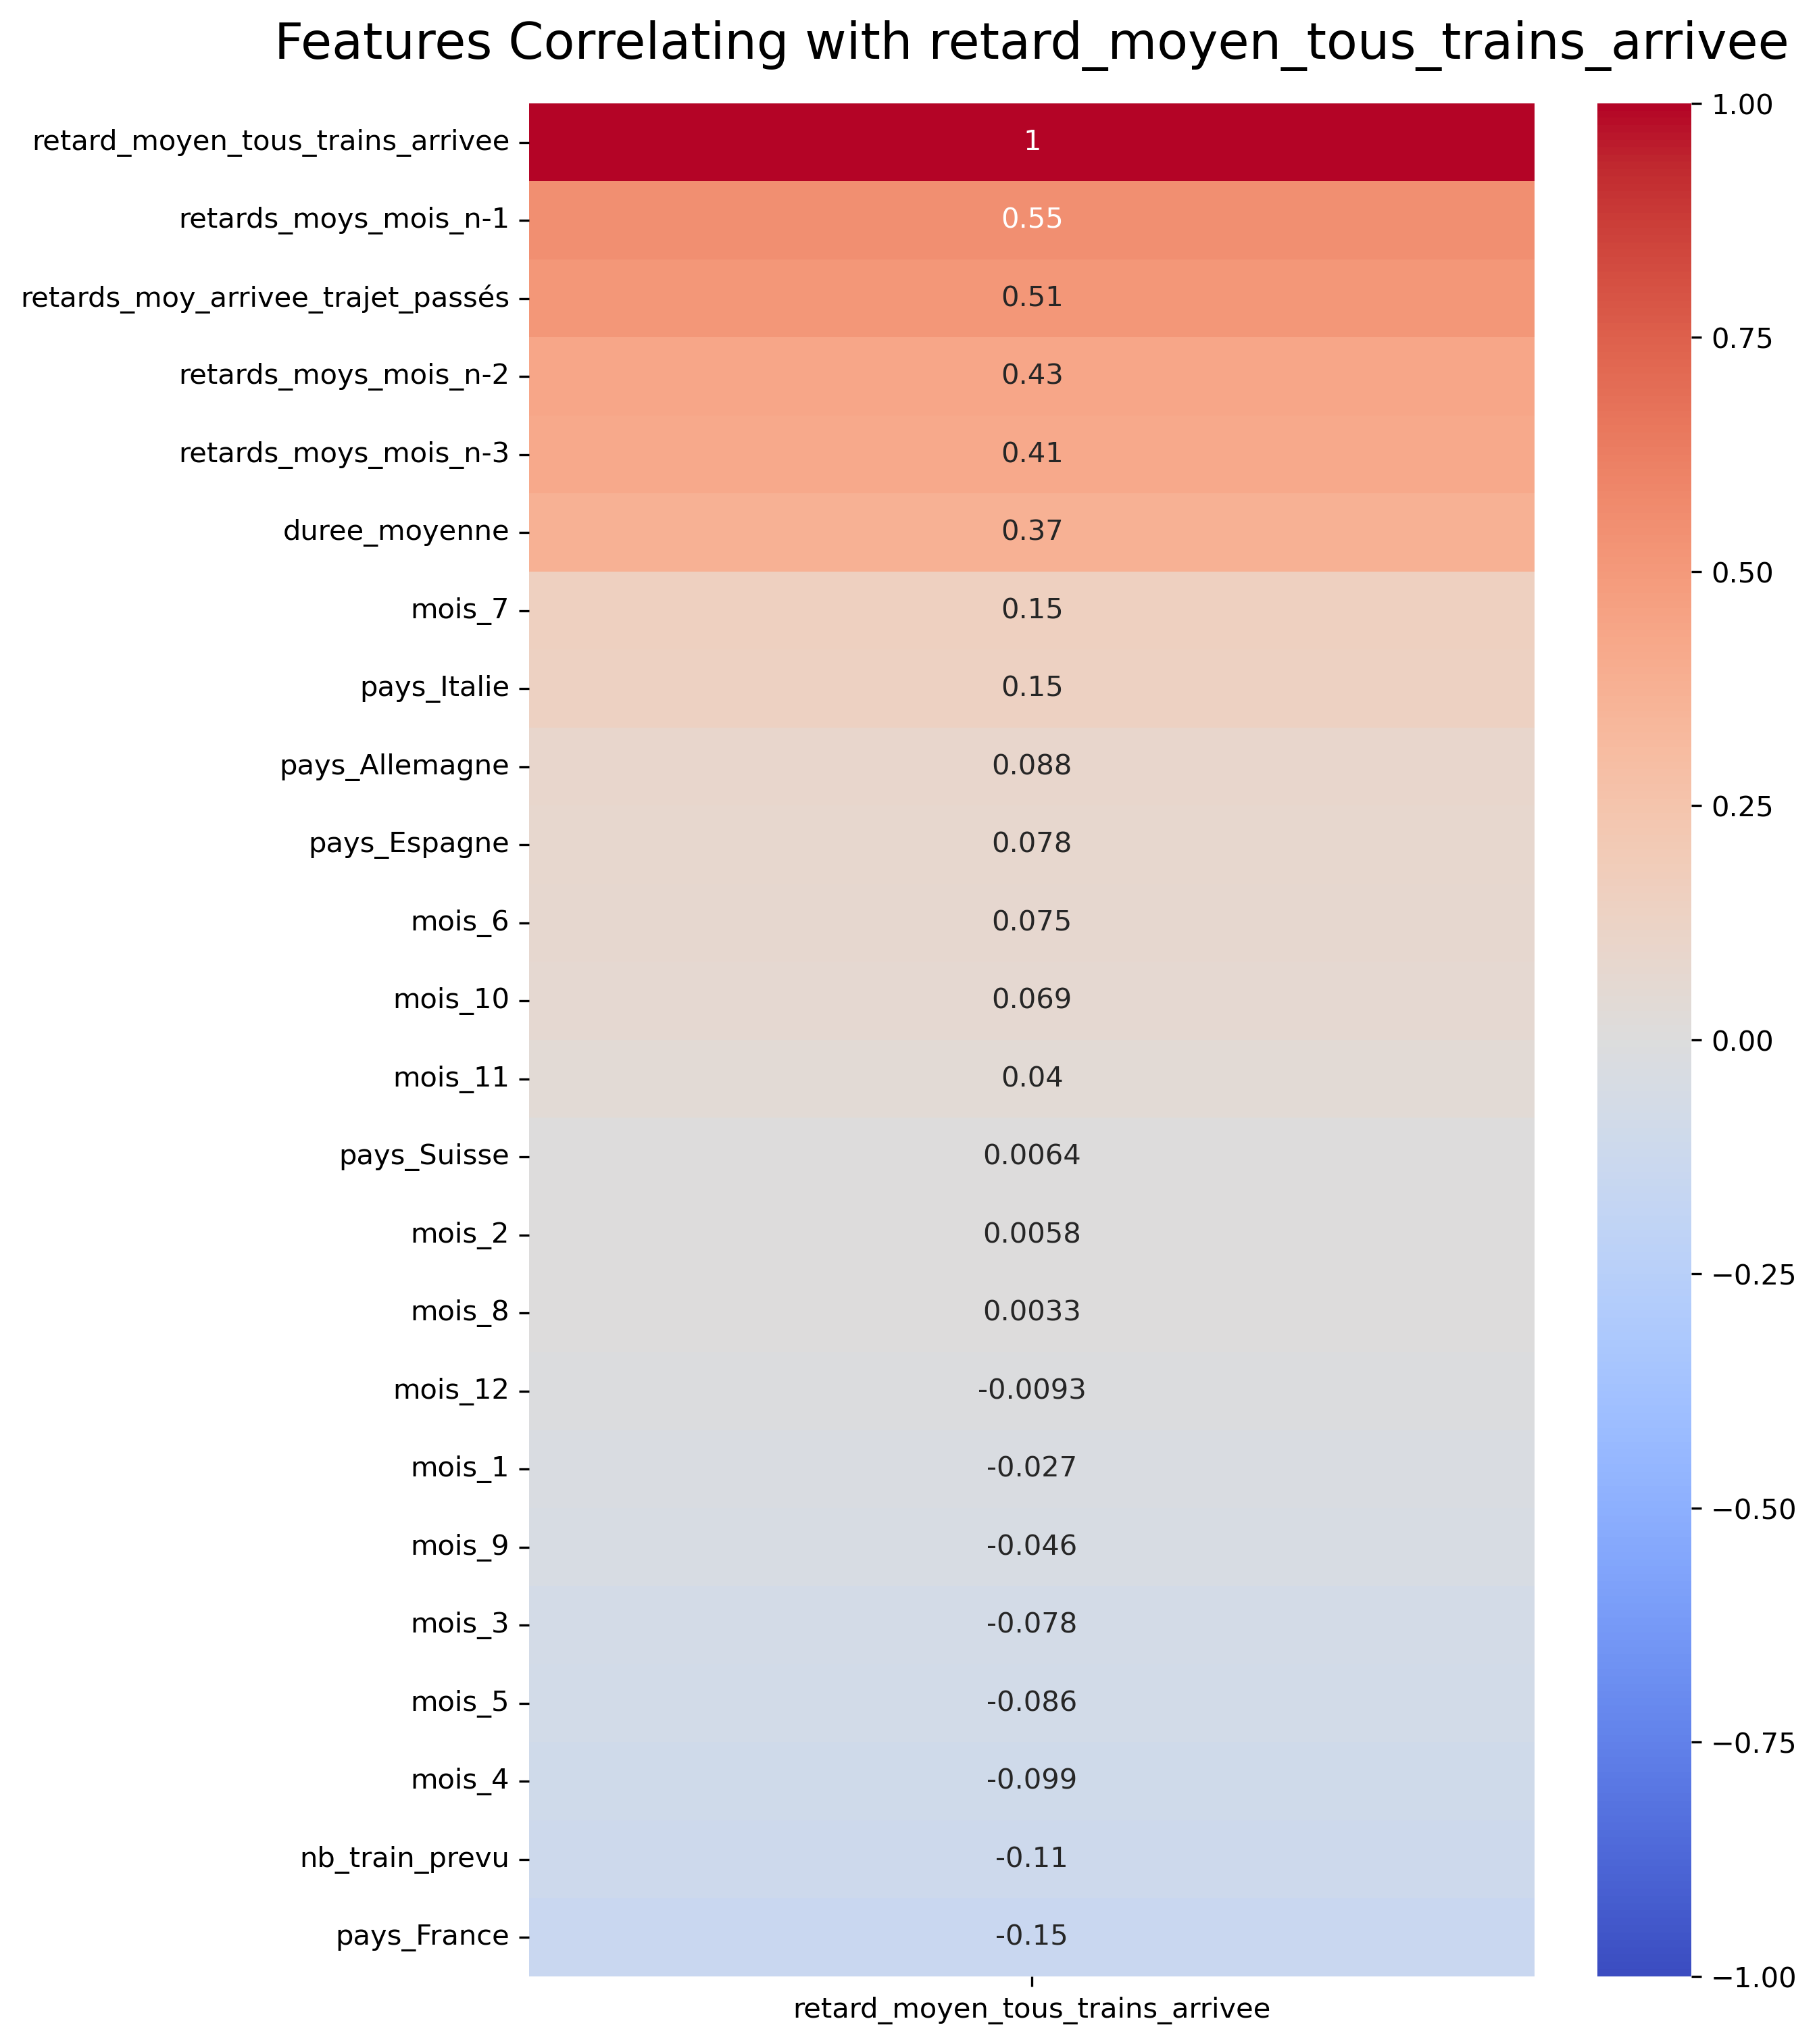 Features Correlating with retard_moyen_tous_trains_arrivee
retard_moyen_tous_trains_arrivee 1
retards_moys_mois_n-1 0.55
retards_moy_arrivee_trajet_passés 0.51
retards_moys_mois_n-2 0.43
retards_moys_mois_n-3 0.41
duree_moyenne 0.37
mois_7 0.15
pays_Italie 0.15
pays_Allemagne 0.088
pays_Espagne 0.078
mois_6 0.075
mois_10 0.069
mois_11 0.04
pays_Suisse 0.0064
mois_2 0.0058
mois_8 0.0033
mois_12 -0.0093
mois_1 -0.027
mois_9 -0.046
mois_3 -0.078
mois_5 -0.086
mois_4 -0.099
nb_train_prevu -0.11
pays_France -0.15
retard_moyen_tous_trains_arrivee
1.00
0.75
0.50
0.25
0.00
−0.25
−0.50
−0.75
−1.00